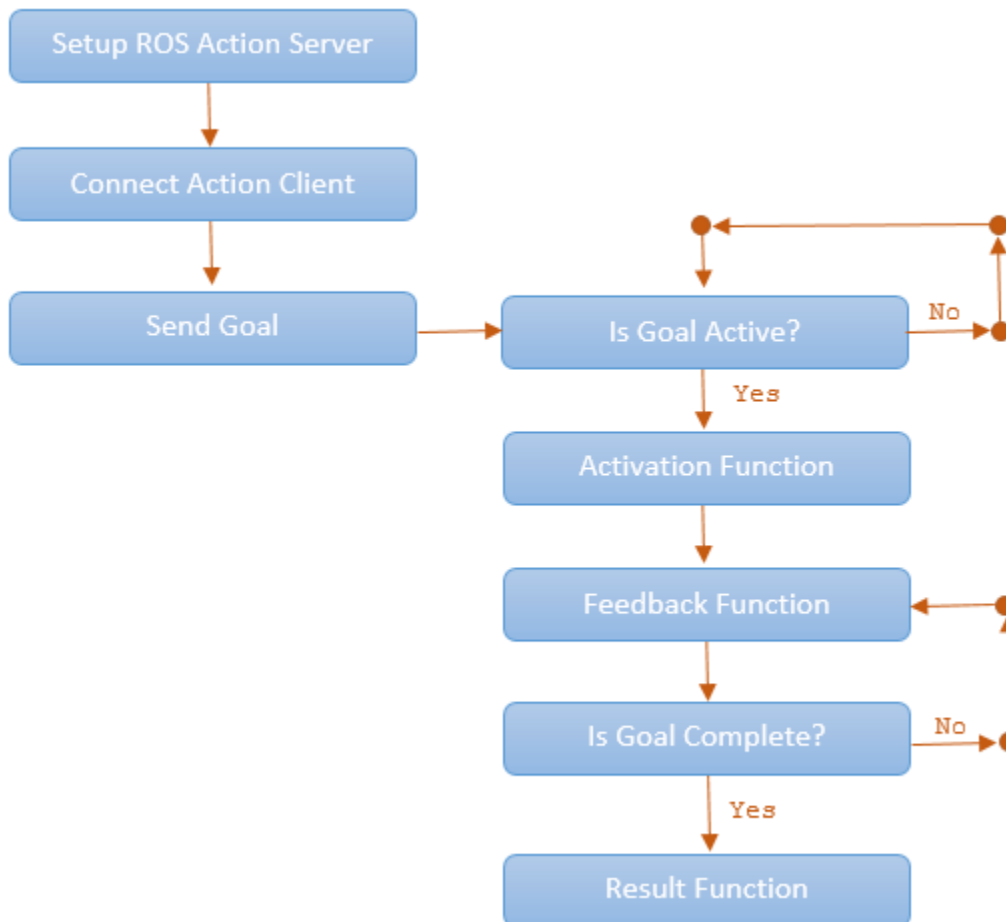 Setup ROS Action Server
Connect Action Client
Send Goal
Is Goal Active?
No
Yes
Activation Function
Feedback Function
Is Goal Complete?
No
Yes
Result Function